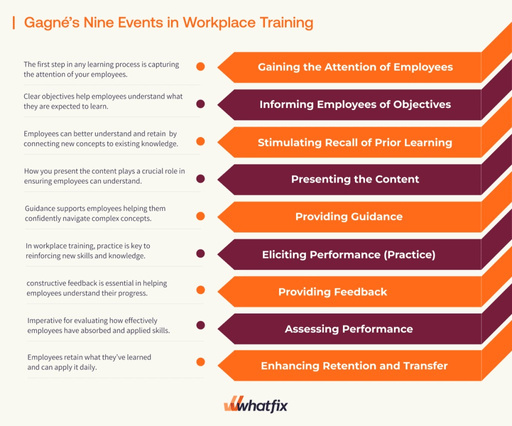 Gagné's Nine Events in Workplace Training
The first step in any learning process is capturing
the attention of your employees.
Gaining the Attention of Employees
Clear objectives help employees understand what
they are expected to learn.
Informing Employees of Objectives
Employees can better understand and retain by
connecting new concepts to existing knowledge.
Stimulating Recall of Prior Learning
How you present the content plays a crucial role in
ensuring employees can understand.
Presenting the Content
Guidance supports employees helping them
confidently navigate complex concepts.
Providing Guidance
In workplace training, practice is key to
reinforcing new skills and knowledge.
Eliciting Performance (Practice)
constructive feedback is essential in helping
employees understand their progress.
Providing Feedback
Imperative for evaluating how effectively
employees have absorbed and applied skills.
Assessing Performance
Employees retain what they've learned
and can apply it daily.
Enhancing Retention and Transfer
whatfix